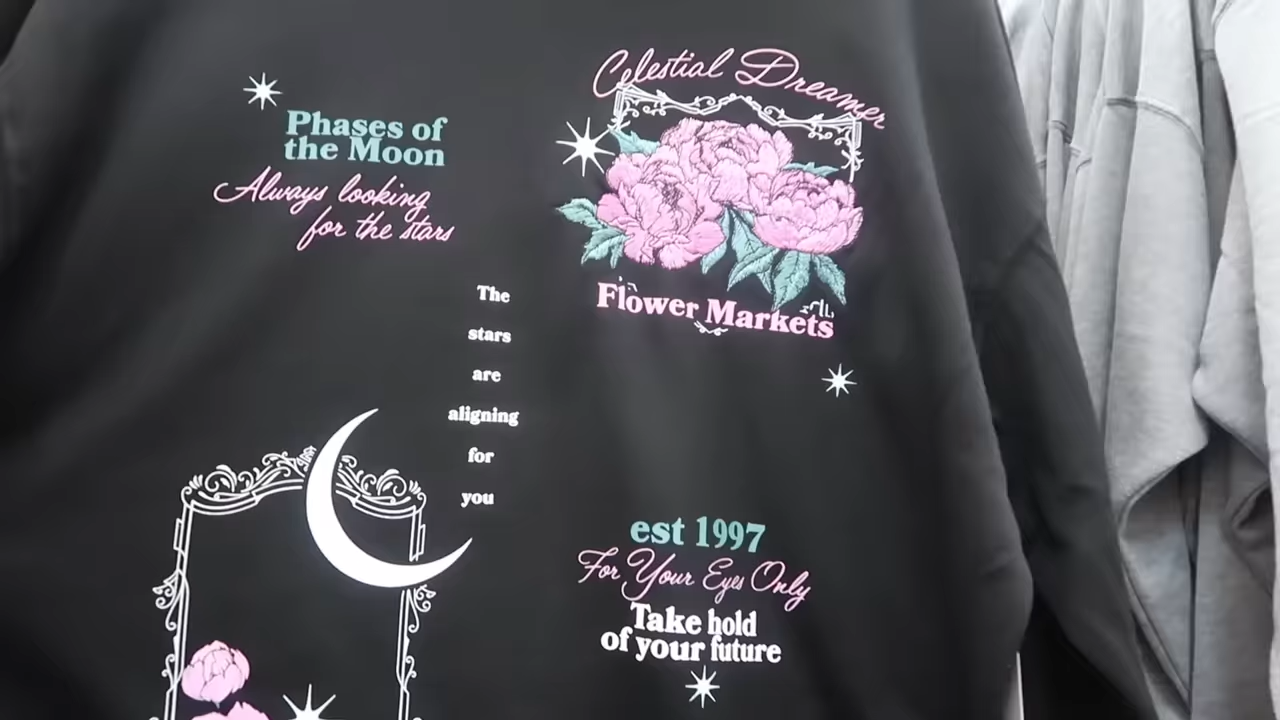 Celestial Dreamer
Phases of
the Moon
Always looking
for the stars
Flower Markets
The
stars
are
aligning
for
you
est 1997
For Your Eyes Only
Take hold
of your future